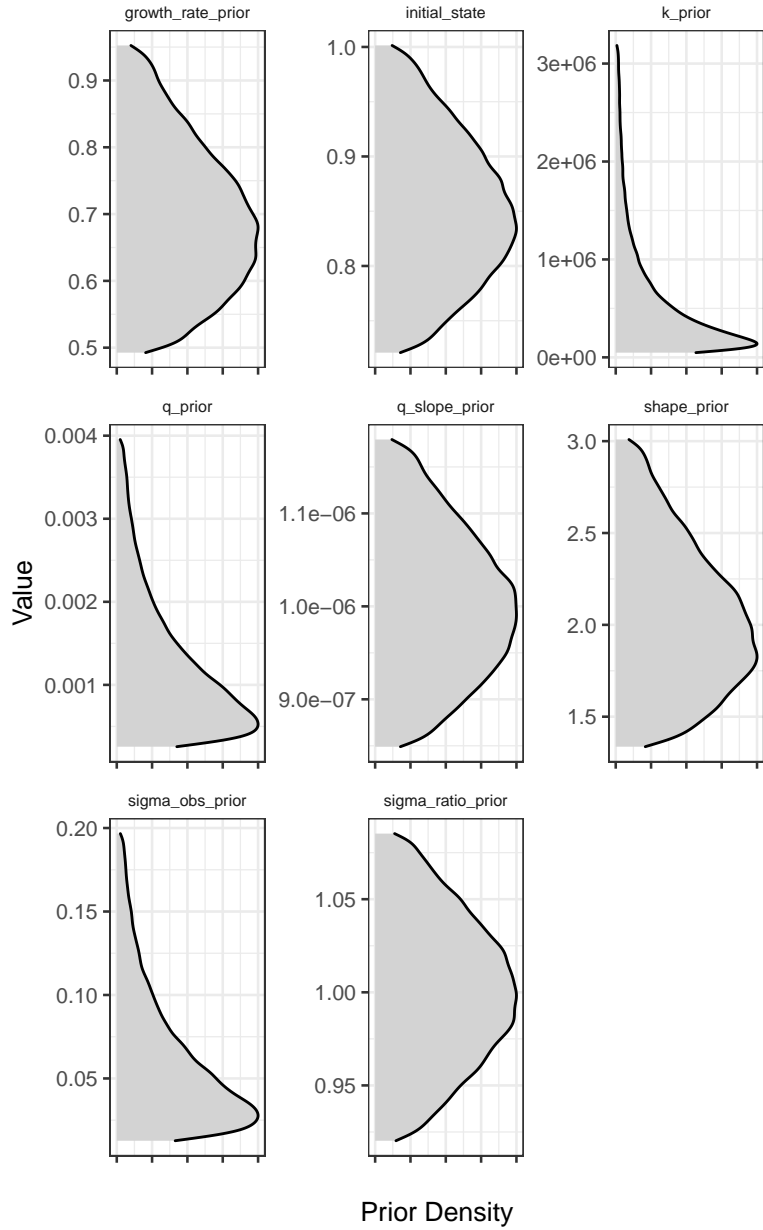 growth_rate_prior
initial_state
k_prior
0.9
0.8
0.7
0.6
0.5
1.0
0.9
0.8
3e+06
2e+06
1e+06
0e+00
q_prior
q_slope_prior
shape_prior
0.004
0.003
0.002
0.001
1.1e−06
1.0e−06
9.0e−07
3.0
2.5
2.0
1.5
Value
sigma_obs_prior
sigma_ratio_prior
0.20
0.15
0.10
0.05
1.05
1.00
0.95
Prior Density